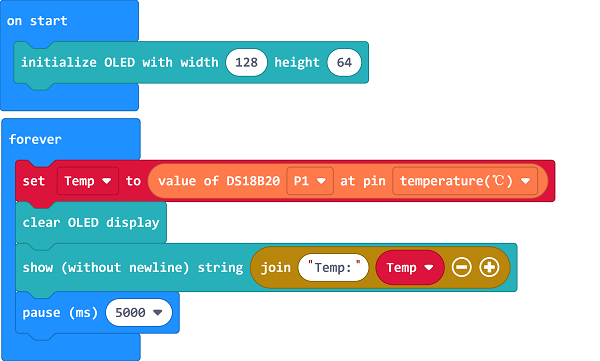 on start
initialize OLED with width 128 height 64
forever
set Temp to value of DS18B20 P1 at pin temperature(℃)
clear OLED display
show (without newline) string join "Temp:" Temp
pause (ms) 5000